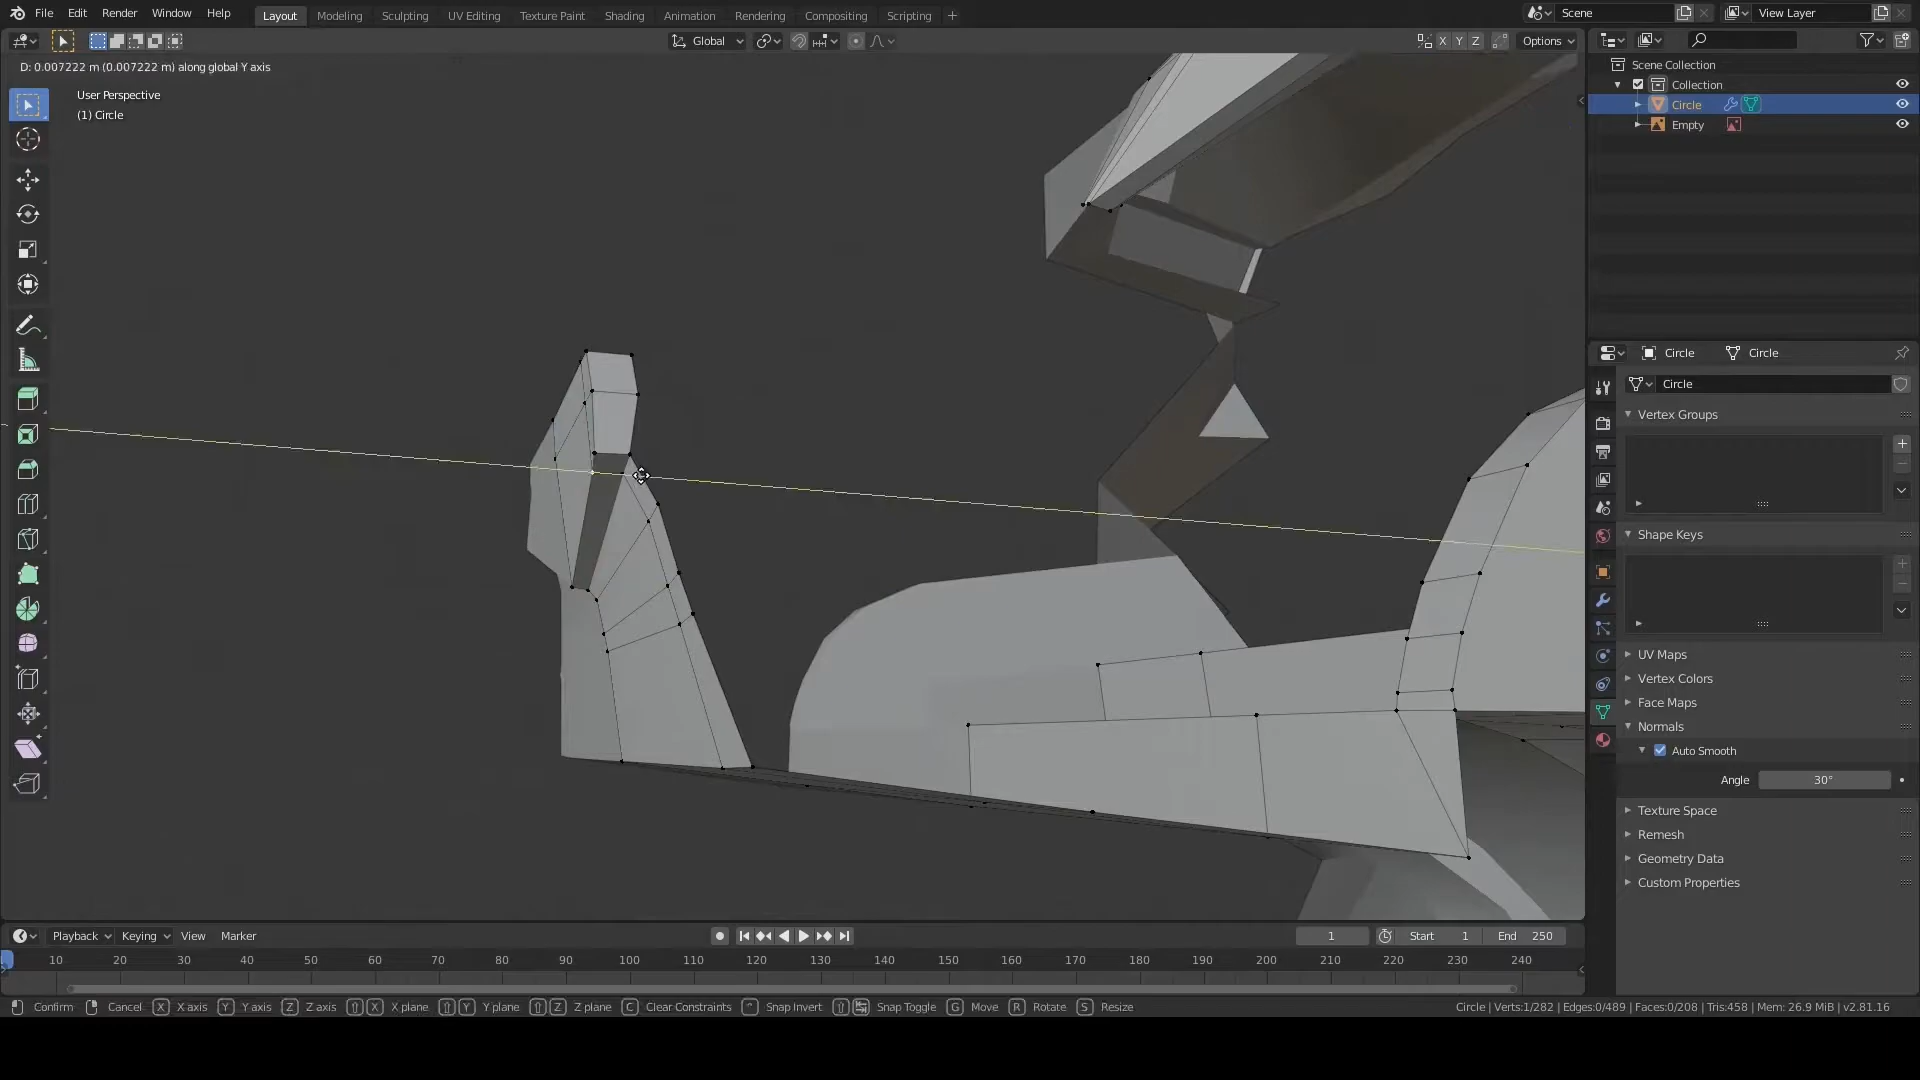 File Edit Render Window Help Layout Modeling Sculpting UV Editing Texture Paint Shading Animation Rendering Compositing Scripting Scene View Layer
Global X Y Z Options
D: 0.007222 m (0.007222 m) along global Y axis
User Perspective
(1) Circle
Scene Collection
Collection
Circle
Empty
Circle Circle
Circle
Vertex Groups
Shape Keys
UV Maps
Vertex Colors
Face Maps
Normals
Auto Smooth
Angle 30°
Texture Space
Remesh
Geometry Data
Custom Properties
Playback Keying View Marker 1 Start 1 End 250
10 20 30 40 50 60 70 80 90 100 110 120 130 140 150 160 170 180 190 200 210 220 230 240
Confirm Cancel X X axis Y Y axis Z Z axis X X plane Y Y plane Z Z plane C Clear Constraints Snap Invert Snap Toggle G Move R Rotate S Resize Circle | Verts:1/282 | Edges:0/489 | Faces:0/208 | Tris:458 | Mem: 26.9 MiB | v2.81.16